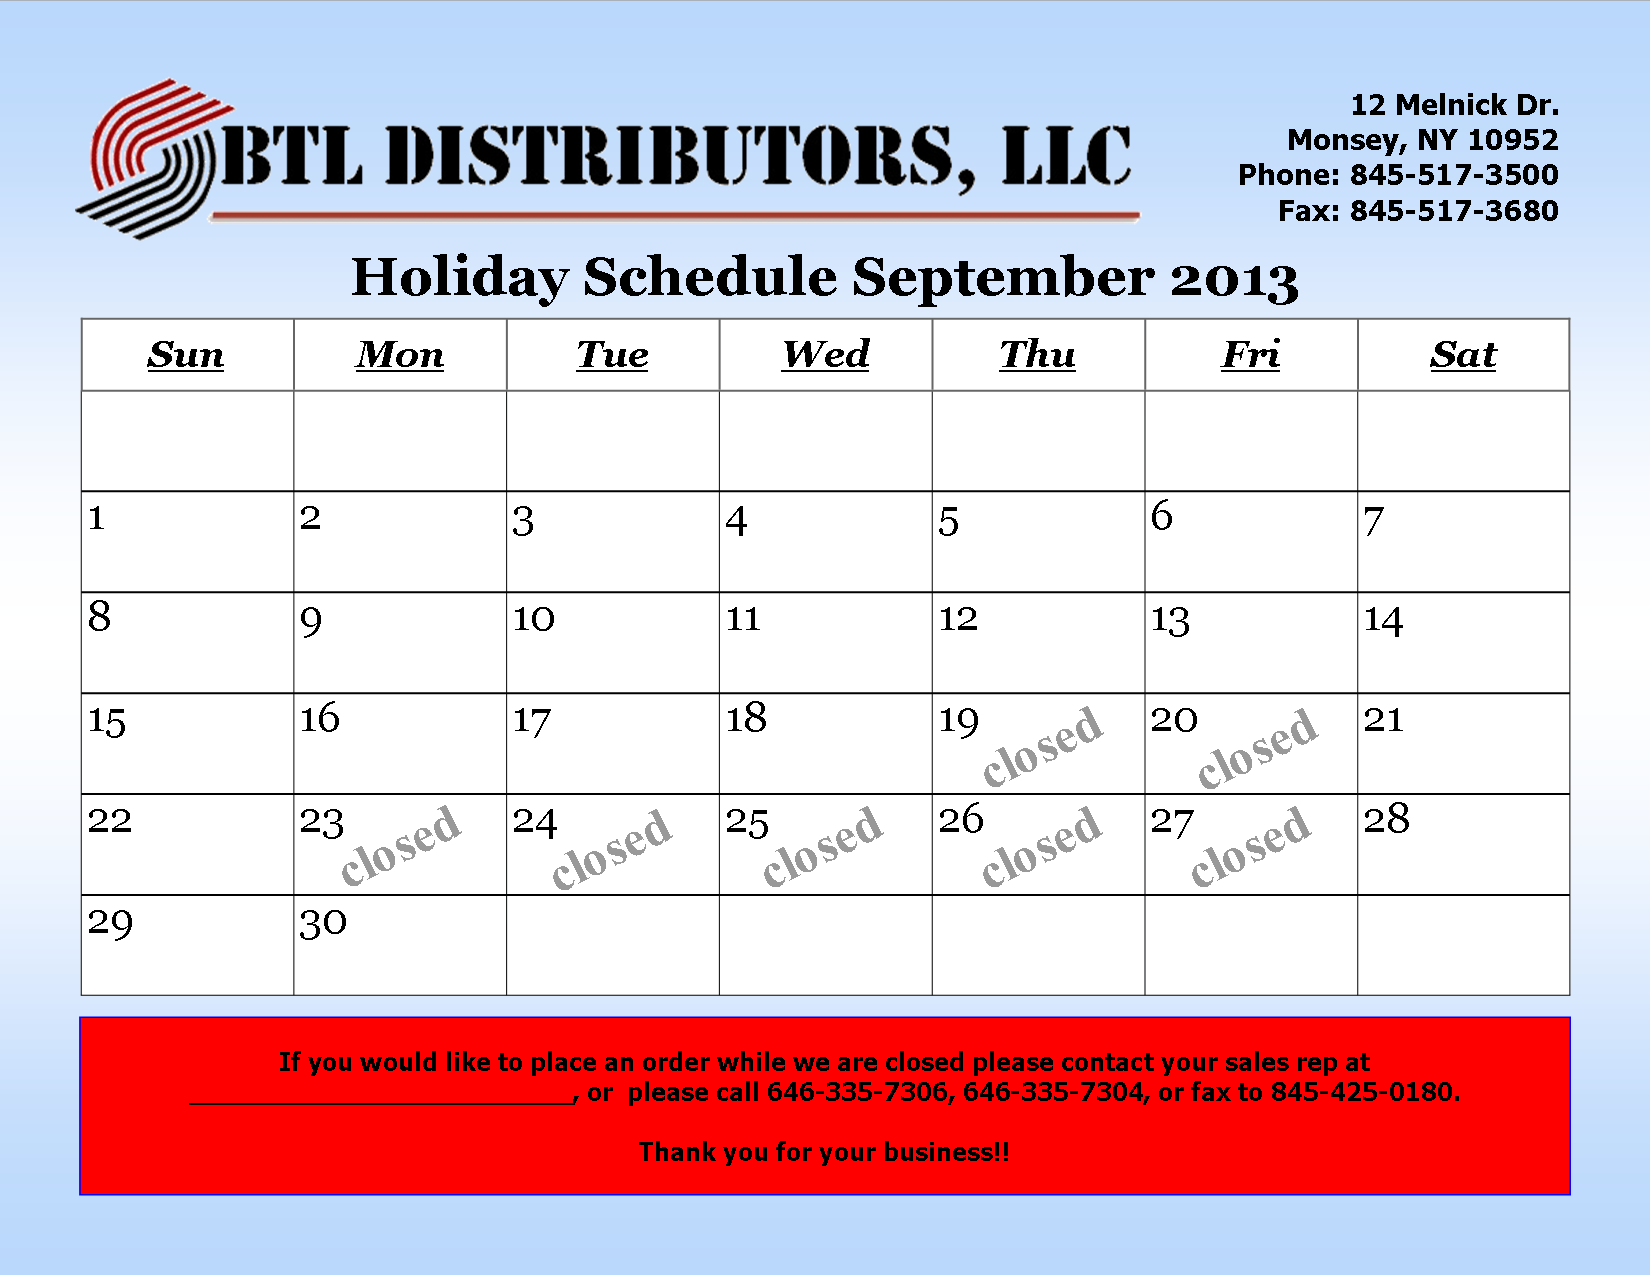 12 Melnick Dr.
Monsey, NY 10952
Phone: 845-517-3500
Fax: 845-517-3680
BTL DISTRIBUTORS, LLC
Holiday Schedule September 2013
Sun Mon Tue Wed Thu Fri Sat
1 2 3 4 5 6 7
8 9 10 11 12 13 14
15 16 17 18 19 closed 20 closed 21
22 23 closed 24 closed 25 closed 26 closed 27 closed 28
29 30
If you would like to place an order while we are closed please contact your sales rep at
___________________________, or please call 646-335-7306, 646-335-7304, or fax to 845-425-0180.
Thank you for your business!!